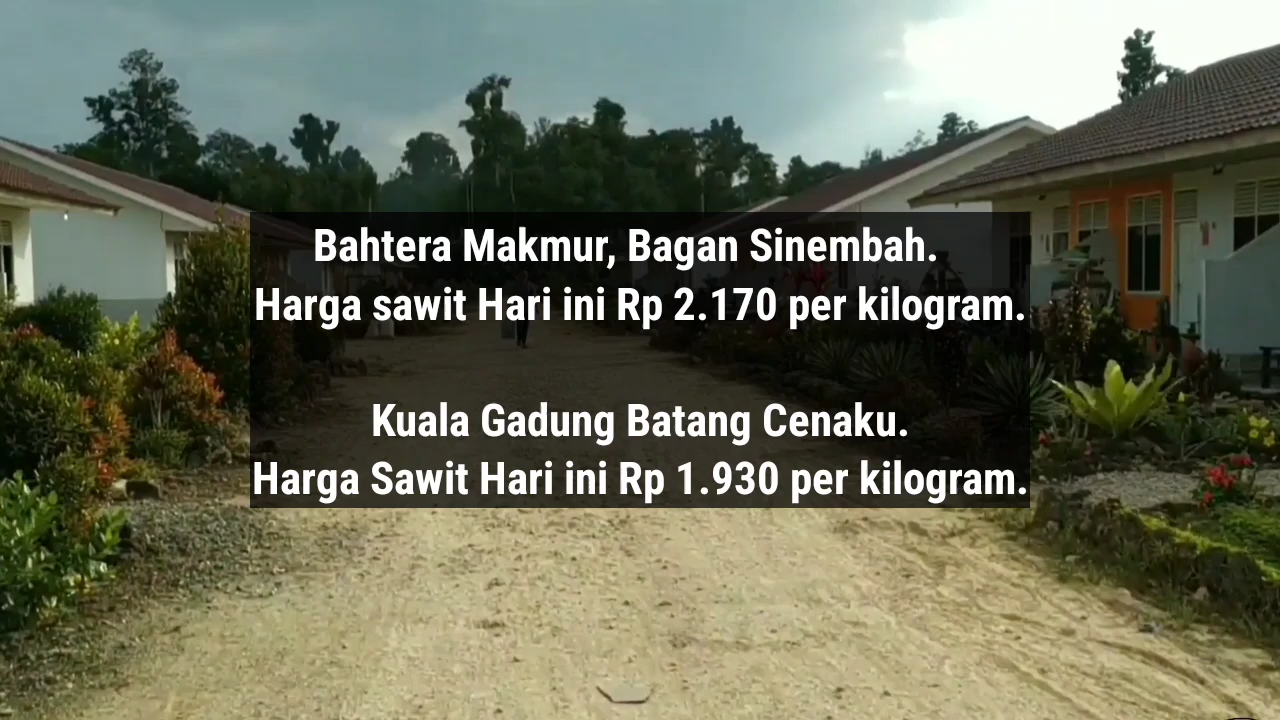 Bahtera Makmur, Bagan Sinembah.
Harga sawit Hari ini Rp 2.170 per kilogram.
Kuala Gadung Batang Cenaku.
Harga Sawit Hari ini Rp 1.930 per kilogram.